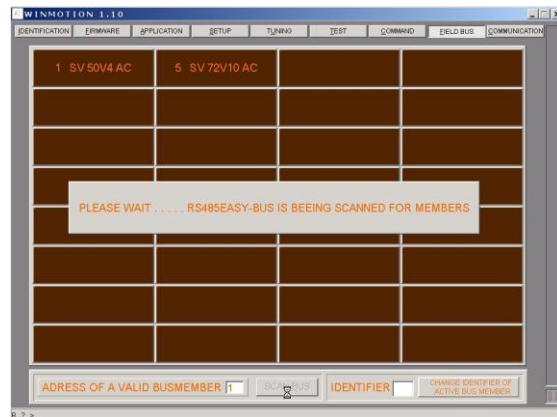 WINMOTION 1.10
IDENTIFICATION FIRMWARE APPLICATION SETUP TUNING TEST COMMAND FIELD BUS COMMUNICATION
1 SV 50V4 AC 5 SV 72V10 AC
PLEASE WAIT . . . . . RS485EASY-BUS IS BEEING SCANNED FOR MEMBERS
ADRESS OF A VALID BUSMEMBER 1 SCAN BUS IDENTIFIER CHANGE IDENTIFIER OF
ACTIVE BUS MEMBER